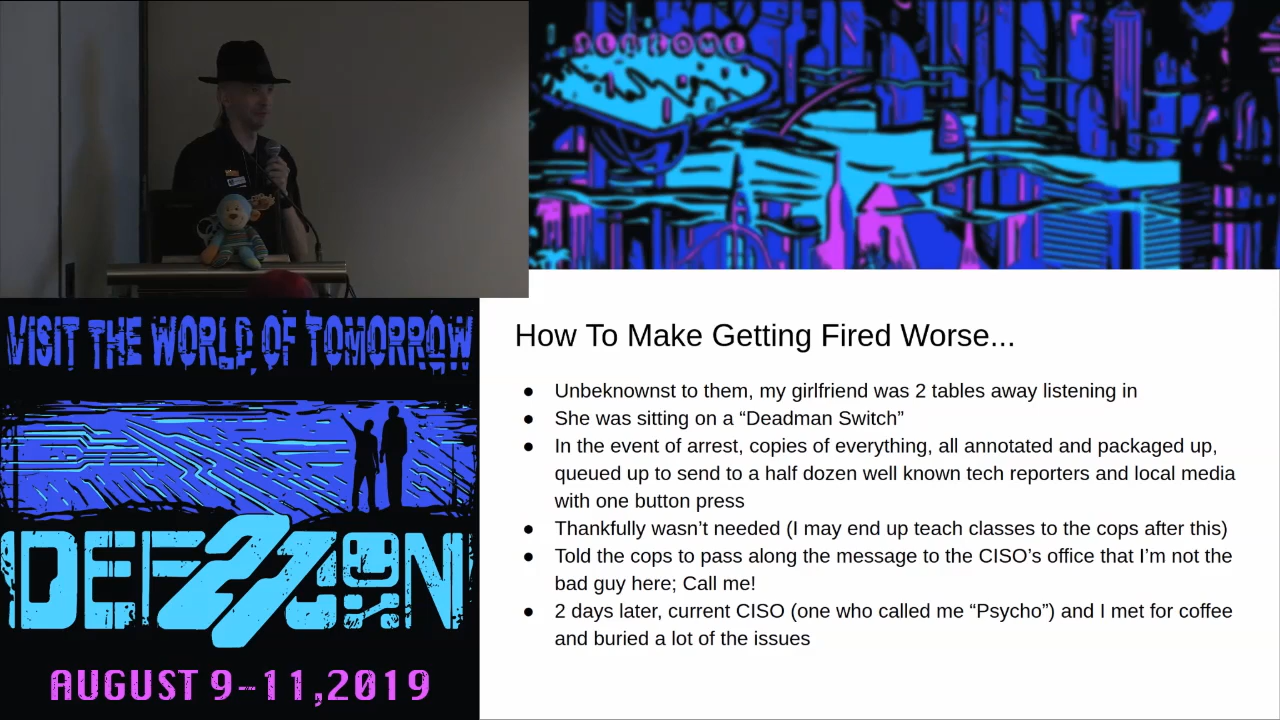 WELCOME
How To Make Getting Fired Worse...
● Unbeknownst to them, my girlfriend was 2 tables away listening in
● She was sitting on a “Deadman Switch”
● In the event of arrest, copies of everything, all annotated and packaged up,
queued up to send to a half dozen well known tech reporters and local media
with one button press
● Thankfully wasn’t needed (I may end up teach classes to the cops after this)
● Told the cops to pass along the message to the CISO’s office that I’m not the
bad guy here; Call me!
● 2 days later, current CISO (one who called me “Psycho”) and I met for coffee
and buried a lot of the issues
VISIT THE WORLD OF TOMORROW
DEF27CON
AUGUST 9-11,2019